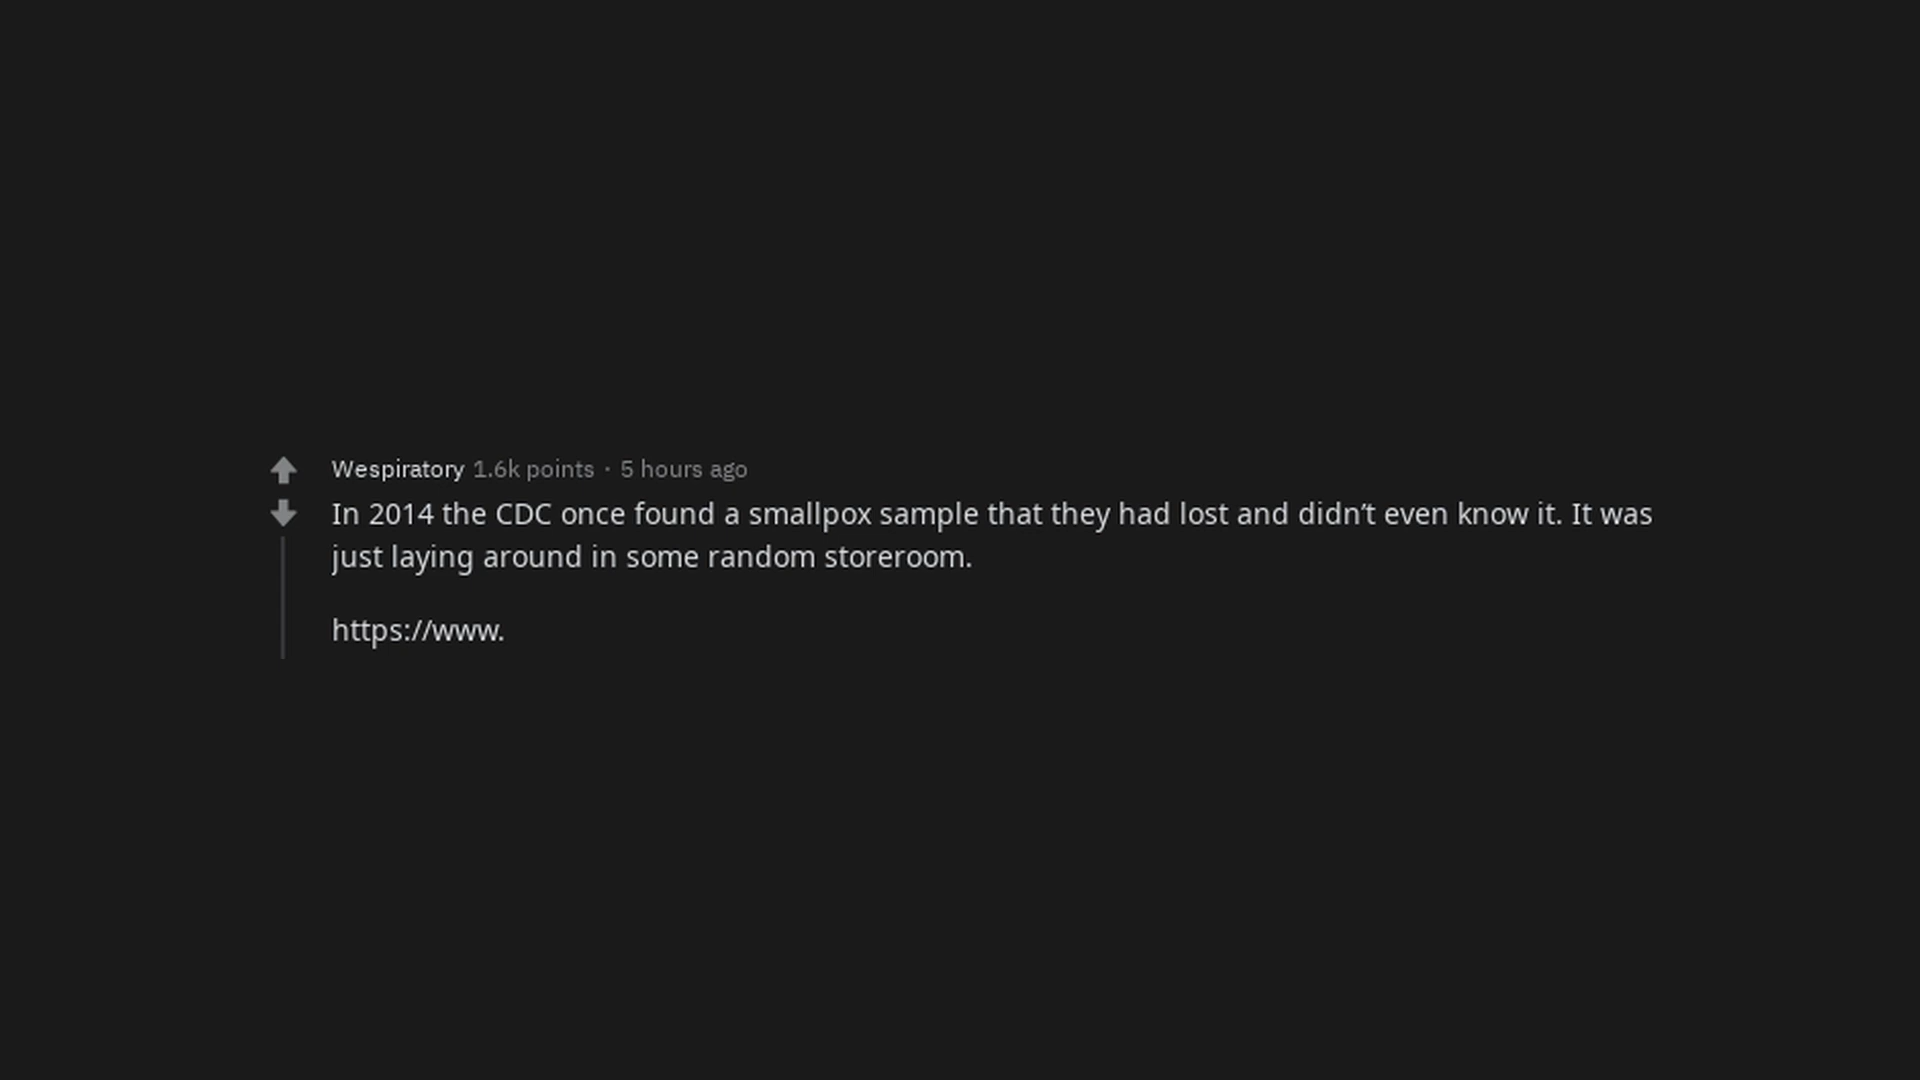 Wespiratory 1.6k points · 5 hours ago
In 2014 the CDC once found a smallpox sample that they had lost and didn’t even know it. It was
just laying around in some random storeroom.
https://www.